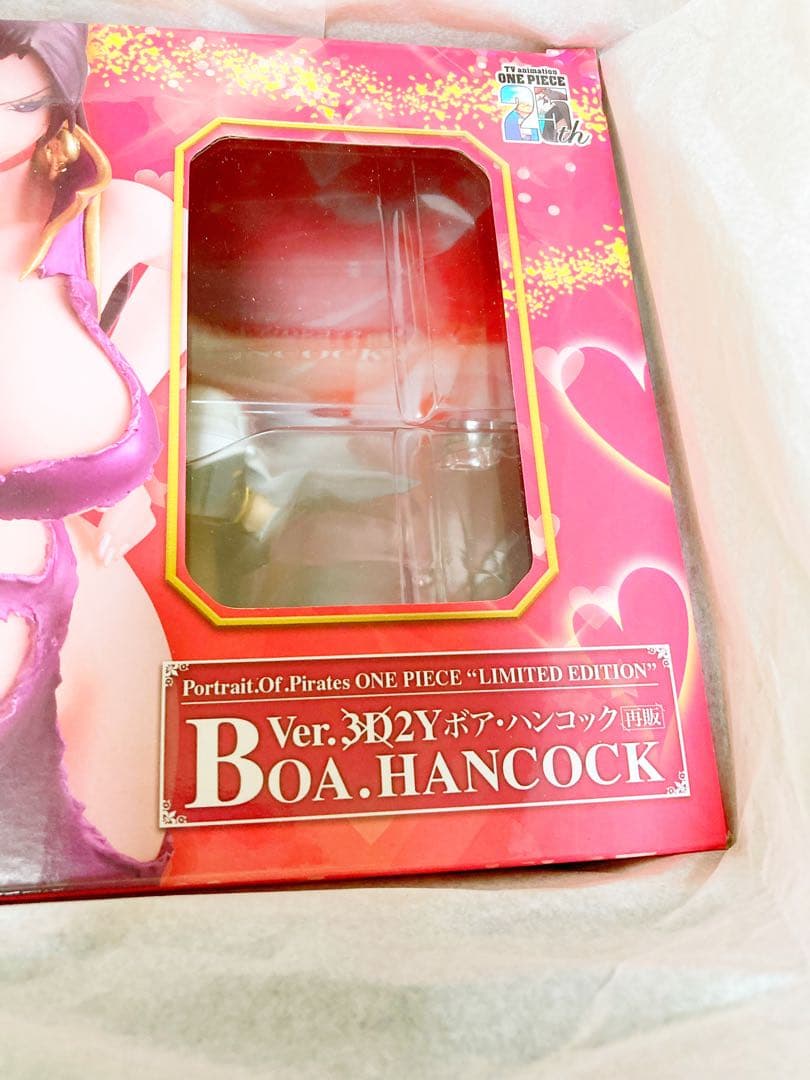 TV animation
ONE PIECE
25th
Portrait.Of.Pirates ONE PIECE “LIMITED EDITION”
Ver.3D2Y ボア・ハンコック 再販
BOA.HANCOCK